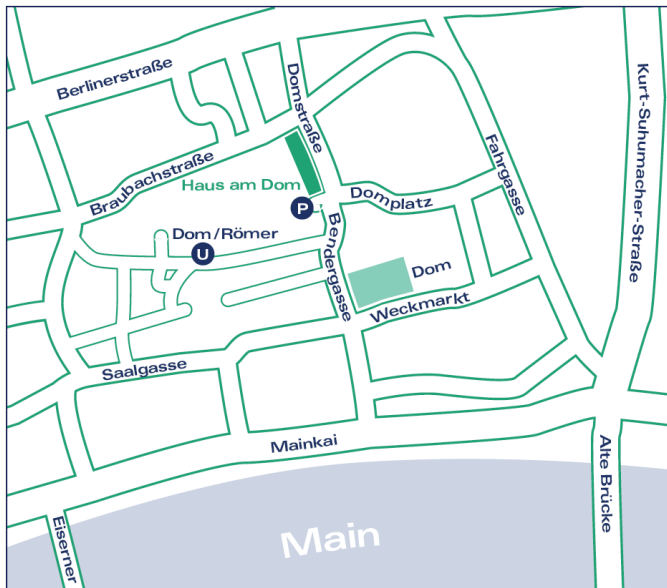 Berlinerstraße
Domstraße
Kurt-Suhumacher-Straße
Braubachstraße
Fahrgasse
Haus am Dom
P
Domplatz
Dom/Römer
U
Bendergasse
Dom
Weckmarkt
Saalgasse
Mainkai
Alte Brücke
Eiserner
Main